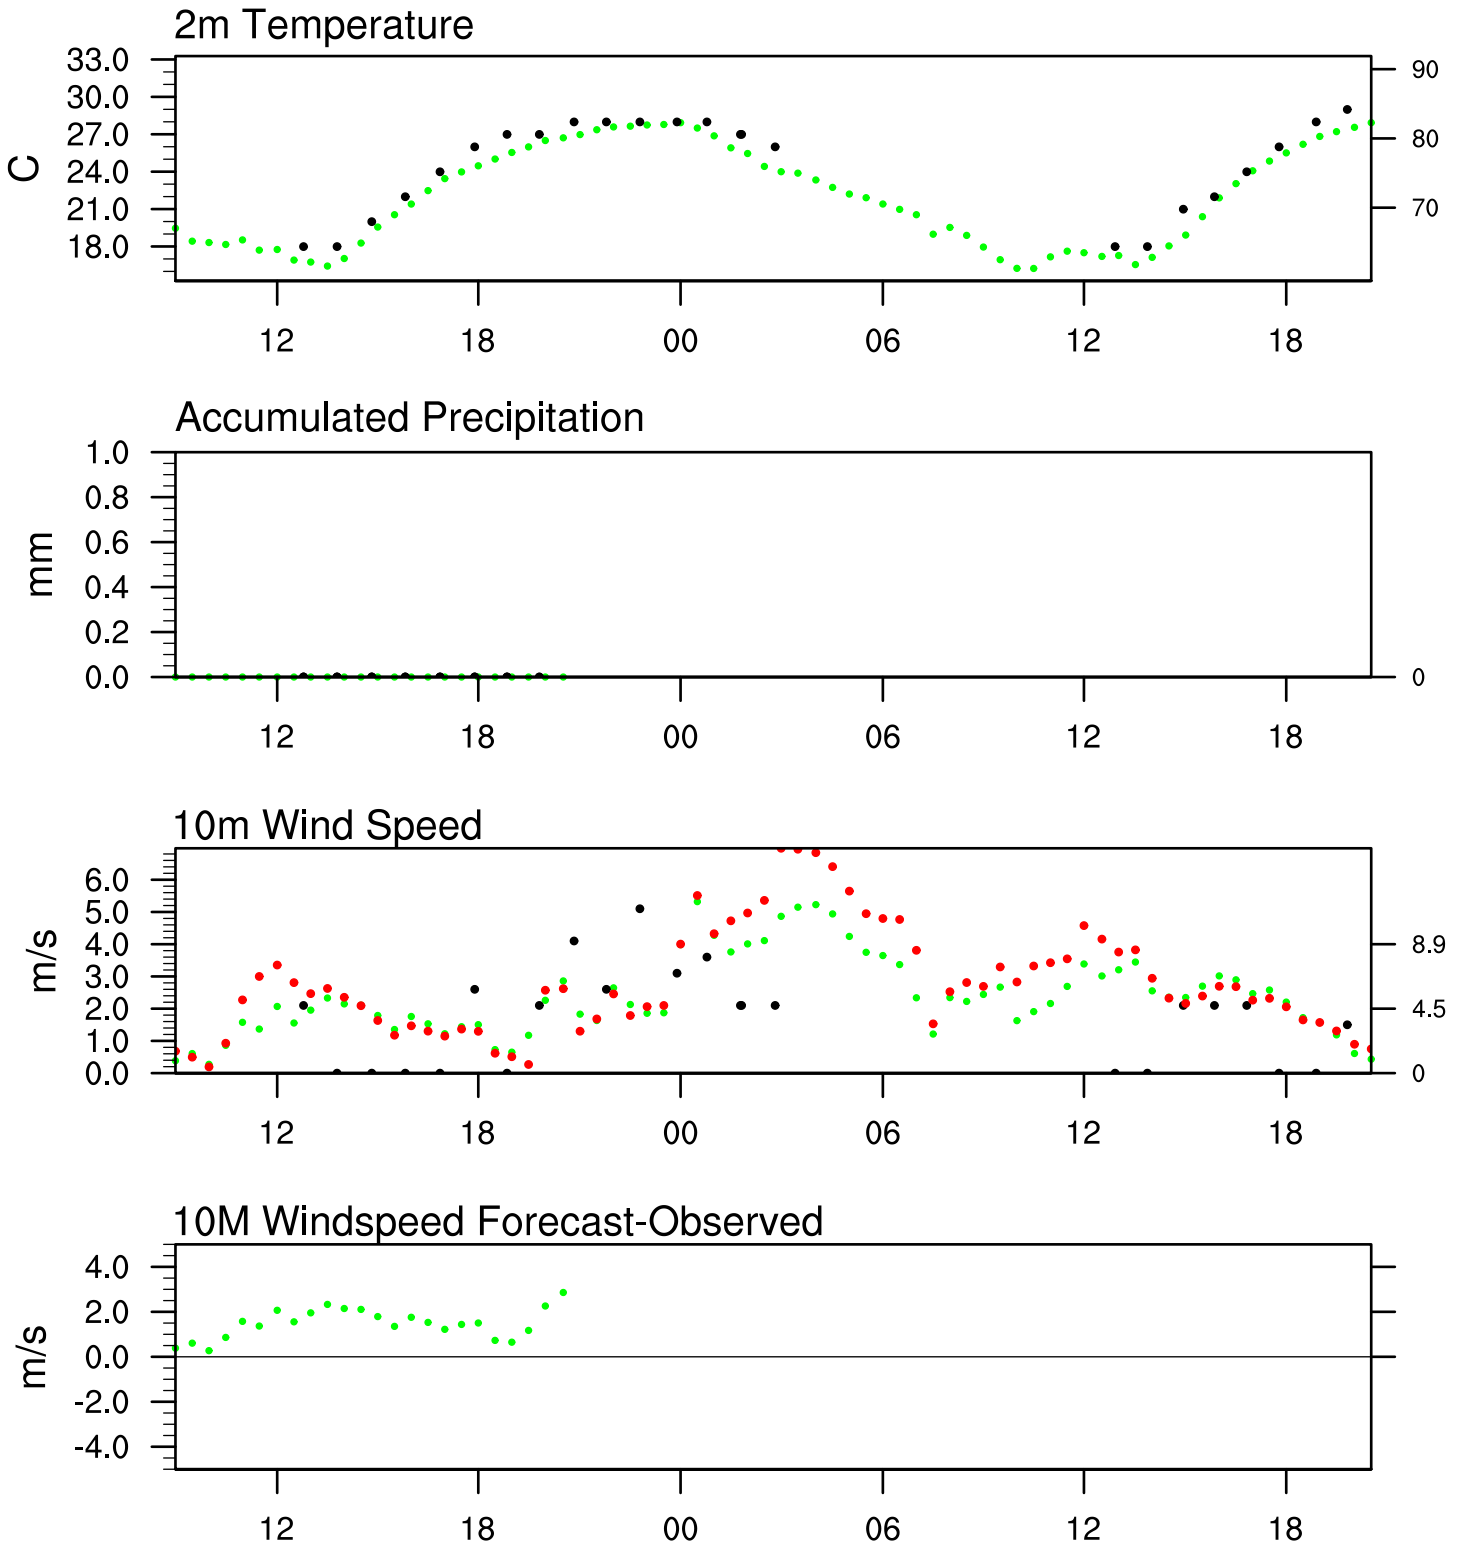 2m Temperature
33.0
30.0
27.0
24.0
21.0
18.0
C
90
80
70
12 18 00 06 12 18
Accumulated Precipitation
1.0
0.8
0.6
0.4
0.2
0.0
mm
0
12 18 00 06 12 18
10m Wind Speed
6.0
5.0
4.0
3.0
2.0
1.0
0.0
m/s
8.9
4.5
0
12 18 00 06 12 18
10M Windspeed Forecast-Observed
4.0
2.0
0.0
-2.0
-4.0
m/s
12 18 00 06 12 18